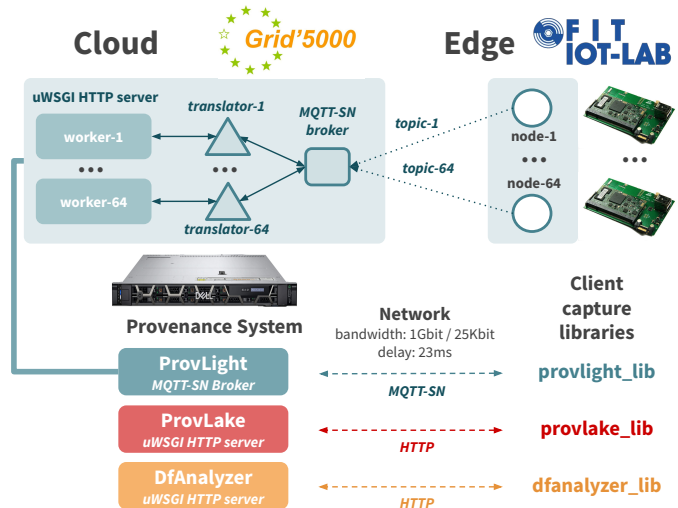 Cloud
Grid'5000
Edge
FIT
IOT-LAB
uWSGI HTTP server
translator-1
MQTT-SN
broker
worker-1
topic-1
node-1
•••
•••
•••
•••
topic-64
worker-64
node-64
translator-64
DELL
Provenance System
Network
bandwidth: 1Gbit / 25Kbit
delay: 23ms
Client
capture
libraries
ProvLight
MQTT-SN Broker
MQTT-SN
provlight_lib
ProvLake
uWSGI HTTP server
HTTP
provlake_lib
DfAnalyzer
uWSGI HTTP server
HTTP
dfanalyzer_lib